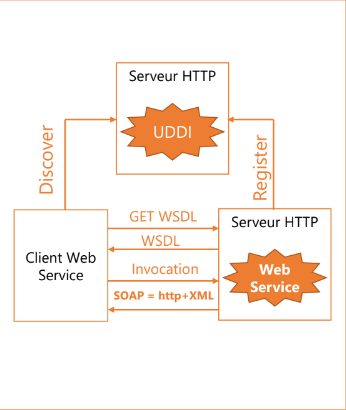 Serveur HTTP
UDDI
Discover
Register
GET WSDL
Serveur HTTP
WSDL
Client Web
Service
Invocation
Web
Service
SOAP = http+XML